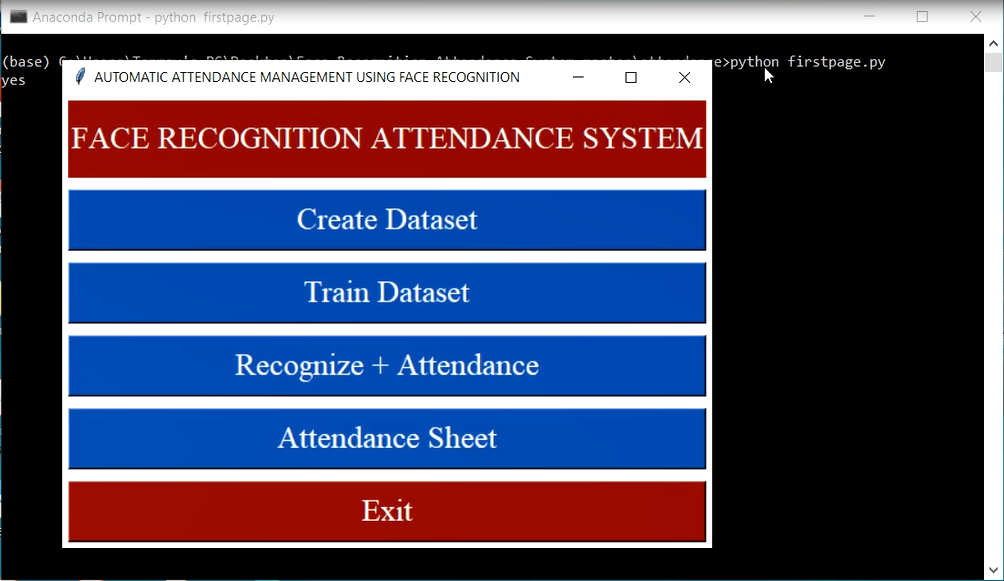 Anaconda Prompt - python firstpage.py
(base) >python firstpage.py
yes
AUTOMATIC ATTENDANCE MANAGEMENT USING FACE RECOGNITION
FACE RECOGNITION ATTENDANCE SYSTEM
Create Dataset
Train Dataset
Recognize + Attendance
Attendance Sheet
Exit